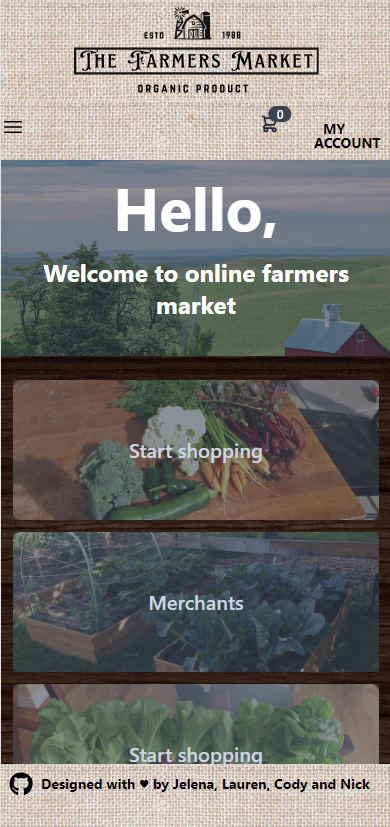 ESTD 1988
The Farmers Market
ORGANIC PRODUCT
0
MY
ACCOUNT
Hello,
Welcome to online farmers
market
Start shopping
Merchants
Start shopping
Designed with ♥ by Jelena, Lauren, Cody and Nick